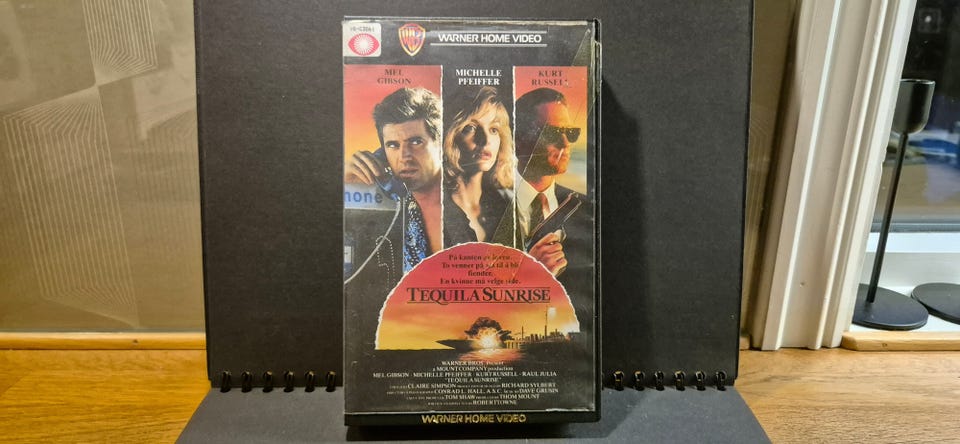 WB
WARNER HOME VIDEO
MEL
GIBSON
MICHELLE
PFEIFFER
KURT
RUSSELL
hone
På kanten av loven.
To venner på vei til å bli
fiender.
En kvinne må velge side.
TEQUILA SUNRISE
WARNER BROS. Present
a MOUNT COMPANY production
MEL GIBSON · MICHELLE PFEIFFER · KURT RUSSELL · RAUL JULIA
"TEQUILA SUNRISE"
CLAIRE SIMPSON RICHARD SYLBERT
CONRAD L. HALL, A.S.C. DAVE GRUSIN
TOM SHAW THOM MOUNT
ROBERT TOWNE
WARNER HOME VIDEO